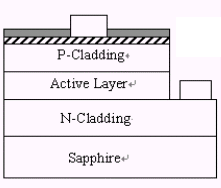 P-Cladding
Active Layer
N-Cladding
Sapphire